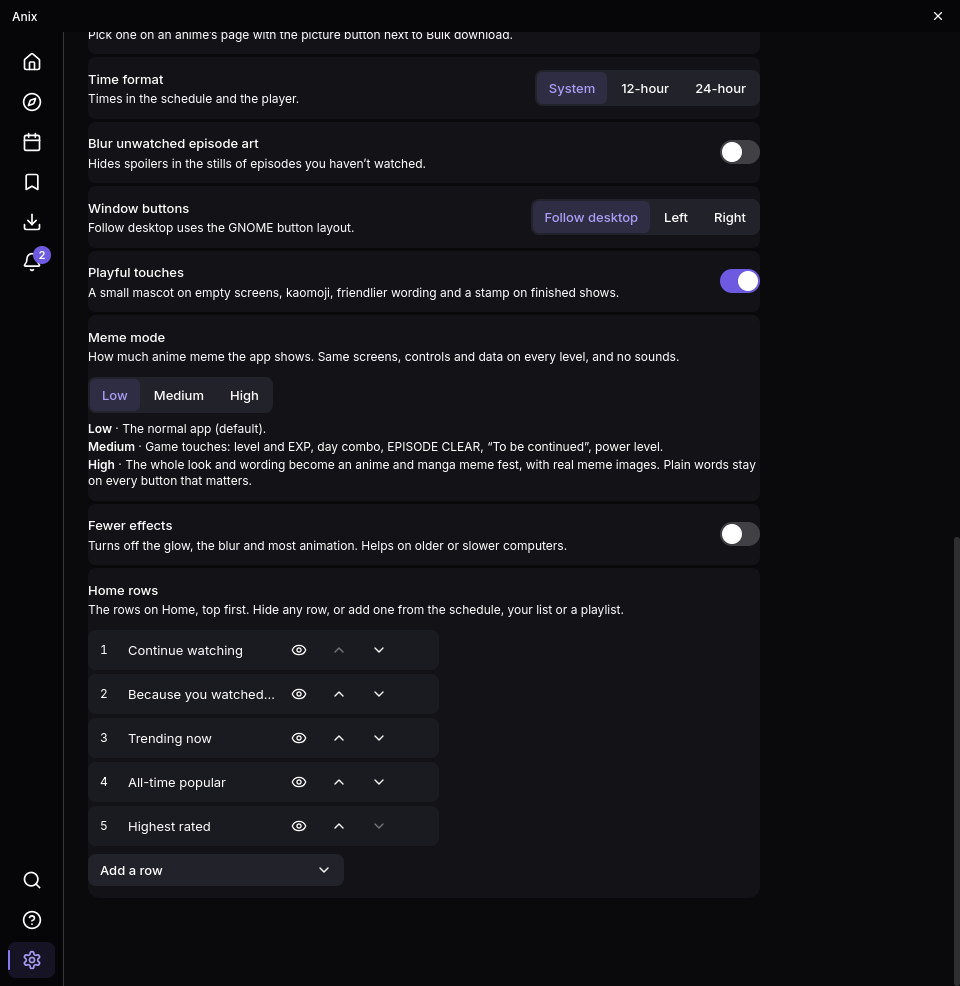 Anix
Pick one on an anime's page with the picture button next to Bulk download.
Time format
Times in the schedule and the player.
System 12-hour 24-hour
Blur unwatched episode art
Hides spoilers in the stills of episodes you haven't watched.
Window buttons
Follow desktop uses the GNOME button layout.
Follow desktop Left Right
2
Playful touches
A small mascot on empty screens, kaomoji, friendlier wording and a stamp on finished shows.
Meme mode
How much anime meme the app shows. Same screens, controls and data on every level, and no sounds.
Low Medium High
Low · The normal app (default).
Medium · Game touches: level and EXP, day combo, EPISODE CLEAR, “To be continued”, power level.
High · The whole look and wording become an anime and manga meme fest, with real meme images. Plain words stay
on every button that matters.
Fewer effects
Turns off the glow, the blur and most animation. Helps on older or slower computers.
Home rows
The rows on Home, top first. Hide any row, or add one from the schedule, your list or a playlist.
1 Continue watching
2 Because you watched...
3 Trending now
4 All-time popular
5 Highest rated
Add a row